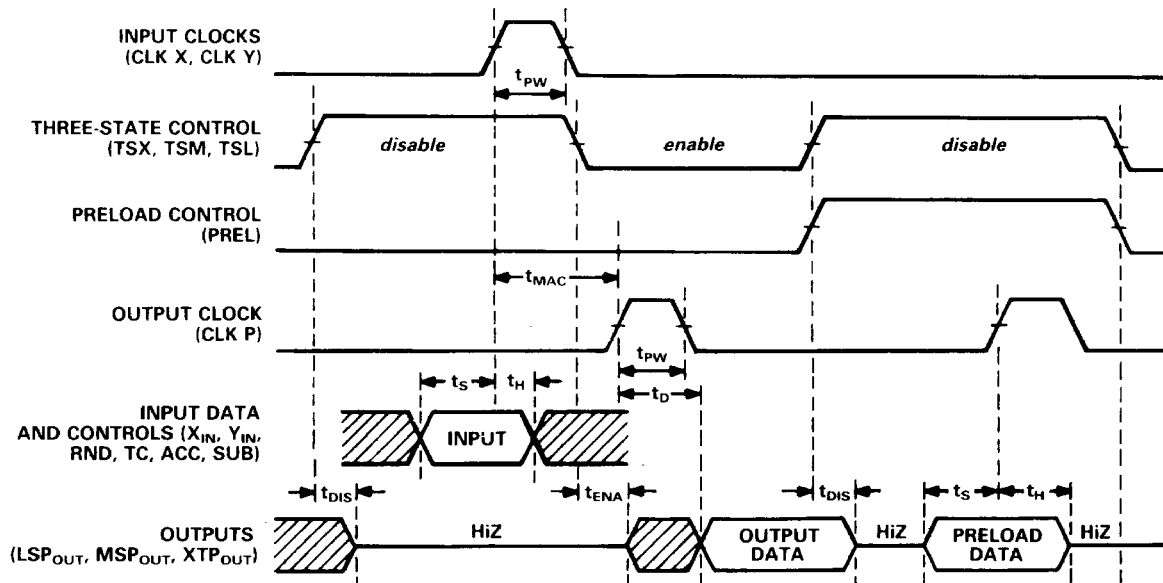 INPUT CLOCKS
(CLK X, CLK Y)
tPW
THREE-STATE CONTROL
(TSX, TSM, TSL)
disable
enable
disable
PRELOAD CONTROL
(PREL)
tMAC
OUTPUT CLOCK
(CLK P)
tPW
tS
tH
tD
INPUT DATA
AND CONTROLS (XIN, YIN,
RND, TC, ACC, SUB)
INPUT
tDIS
tENA
tDIS
tS
tH
OUTPUTS
(LSPOUT, MSPOUT, XTPOUT)
HiZ
OUTPUT
DATA
HiZ
PRELOAD
DATA
HiZ